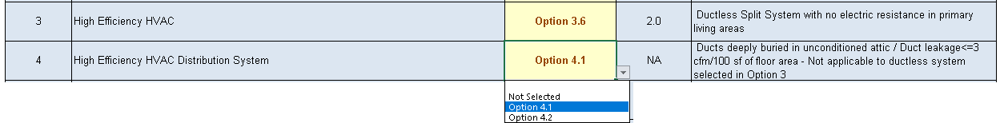 3
High Efficiency HVAC
Option 3.6
2.0
Ductless Split System with no electric resistance in primary
living areas
4
High Efficiency HVAC Distribution System
Option 4.1
NA
Ducts deeply buried in unconditioned attic / Duct leakage<=3
cfm/100 sf of floor area - Not applicable to ductless system
selected in Option 3
Not Selected
Option 4.1
Option 4.2